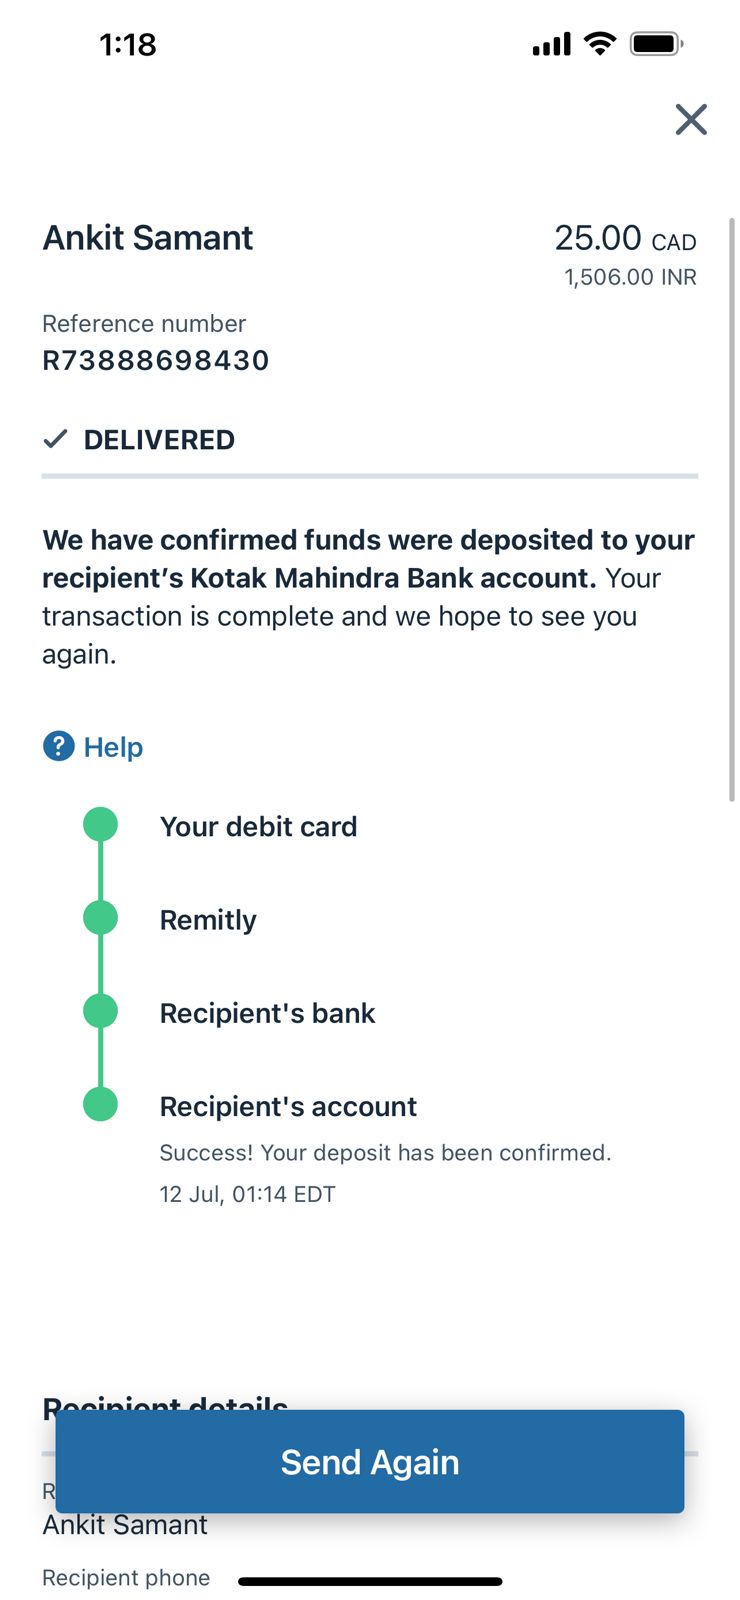 1:18
Ankit Samant
25.00 CAD
1,506.00 INR
Reference number
R73888698430
DELIVERED
We have confirmed funds were deposited to your
recipient’s Kotak Mahindra Bank account. Your
transaction is complete and we hope to see you
again.
? Help
Your debit card
Remitly
Recipient's bank
Recipient's account
Success! Your deposit has been confirmed.
12 Jul, 01:14 EDT
Recipient details
Send Again
Ankit Samant
Recipient phone